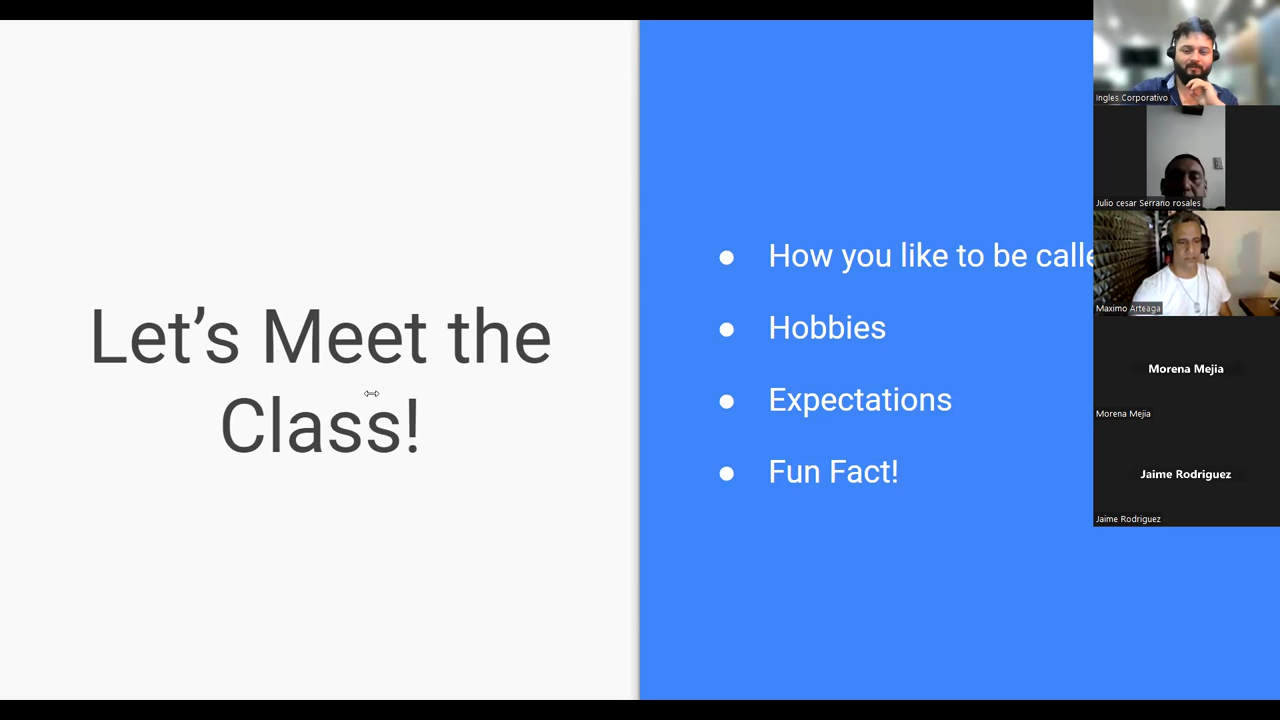 Let's Meet the
Class!
How you like to be calle
Hobbies
Expectations
Fun Fact!
Ingles Corporativo
Julio cesar Serrano rosales
Maximo Arteaga
Morena Mejia
Morena Mejia
Jaime Rodriguez
Jaime Rodriguez